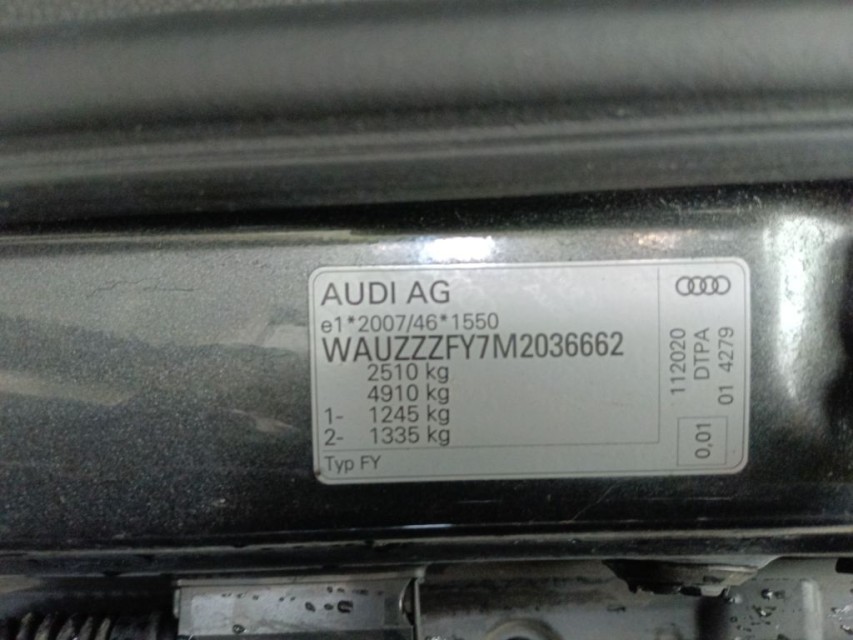 AUDI AG
e1*2007/46*1550
WAUZZZFY7M2036662
2510 kg
4910 kg
1- 1245 kg
2- 1335 kg
Typ FY
112020
DTPA
01 4279
0,01